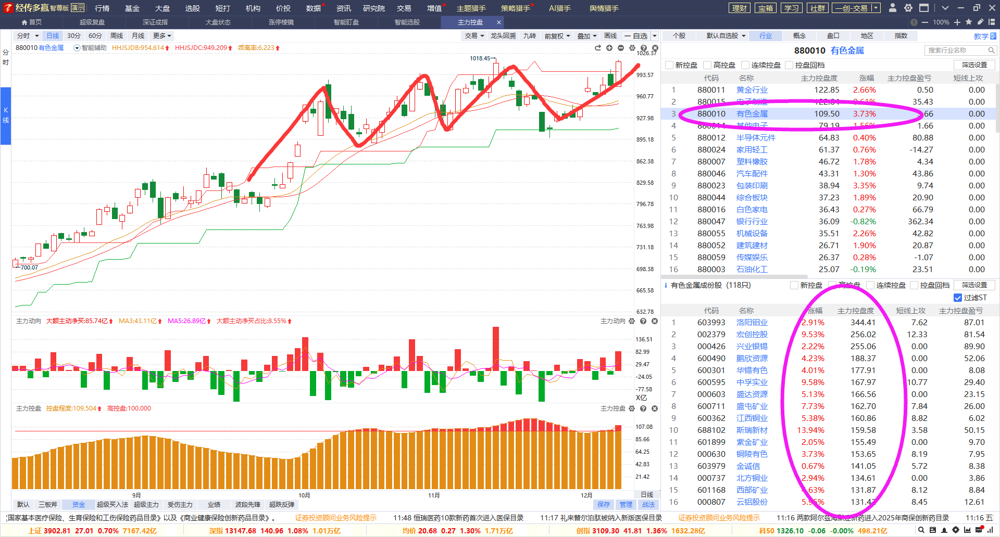 经传多赢 智尊版 演示 行情 基金 大盘 选股 短打 机构 价投 数据 资讯 研究院 交易 增值 主题猎手 策略猎手 AI猎手 舆情猎手 理财 宝箱 学习 社群 一创-交易
首页 超级复盘 深证成指 大盘状态 涨停棱镜 智能盯盘 智能选股 主力控盘 100%
分时 日线 30分 60分 周线 月线 更多 交易 龙头回溯 九转 前复权 叠加 画线 自选
880010 有色金属 智能辅助 HHJSJDB:954.614 HHJSJDC:949.209 乖离率:6.223
分时
K线
1018.45
700.07
1026.37
993.57
960.77
927.98
895.18
862.38
829.58
796.78
763.98
731.18
698.38
665.58
632.78
主力动向 大额主动净买:85.74亿 MA3:43.11亿 MA5:26.89亿 大额主动净买占比:8.55% 主力动向
136.51
82.99
29.47
-24.05
-77.58
X亿
主力控盘 控盘程度:109.504 高控盘:100.000 主力控盘
107.08
85.66
64.25
42.83
21.42
9月 10月 11月 12月 日线
默认 三板斧 资金 超级买入法 超级主力 受伤主力 业绩 波段先锋 超跌反弹 保存 管理 战法
个股 默认自选股 行业 概念 盘口 地区 指数 教学
880010 有色金属 搜索行业名称
新控盘 高控盘 连续控盘 控盘回档 筛选设置
代码 名称 主力控盘度 涨幅 主力控盘盈亏 短线上攻
1 880011 黄金行业 122.85 2.66% 0.50 0.00
2 880015 电子制造 122.84 0.61% 35.43 0.00
3 880010 有色金属 109.50 3.73% 66 0.00
4 880014 其他电子 79.19 1.56% 1.66 0.00
5 880012 半导体元件 64.83 0.40% 80.88 0.00
6 880024 家用轻工 61.37 0.76% -14.27 0.00
7 880007 塑料橡胶 46.72 1.78% 4.34 0.00
8 880046 汽车配件 43.31 1.30% 43.86 0.00
9 880023 包装印刷 38.94 3.35% 9.74 0.00
10 880044 综合板块 37.23 1.89% 20.90 0.00
11 880016 白色家电 36.43 0.27% 66.79 0.00
12 880047 银行行业 36.09 -0.82% 362.34 0.00
13 880055 机械设备 35.51 2.26% 42.82 0.00
14 880052 建筑建材 26.71 1.90% 20.87 0.00
15 880059 传媒娱乐 26.37 0.28% -1.07 0.00
16 880003 石油化工 25.07 -0.19% 23.51 0.00
有色金属成份股 (118只) 新控盘 高控盘 连续控盘 控盘回档 筛选设置
过滤ST
代码 名称 涨幅 主力控盘度 短线上攻 主力控盘盈亏
1 603993 洛阳钼业 2.91% 344.41 7.62 87.01
2 002379 宏创控股 9.53% 256.02 12.33 81.54
3 000426 兴业银锡 2.22% 255.06 0.00 89.90
4 600490 鹏欣资源 4.23% 188.37 0.00 52.06
5 600301 华锡有色 4.01% 177.91 0.00 8.08
6 600595 中孚实业 9.58% 167.97 10.77 29.40
7 000603 盛达资源 5.13% 166.56 0.00 23.15
8 600711 盛屯矿业 7.73% 162.70 7.84 26.00
9 600362 江西铜业 5.38% 160.86 8.82 6.02
10 688102 斯瑞新材 13.94% 159.58 3.58 50.15
11 601899 紫金矿业 2.05% 155.49 0.00 9.70
12 000630 铜陵有色 3.73% 153.65 8.19 7.95
13 603979 金诚信 0.67% 141.05 5.72 8.38
14 000737 北方铜业 2.94% 134.61 0.00 3.86
15 601168 西部矿业 .63% 131.87 8.12 8.84
16 000807 云铝股份 5.95% 131.42 8.45 12.61
《国家基本医疗保险、生育保险和工伤保险药品目录》以及《商业健康保险创新药品目录》。 证券投资顾问业务风险提示 11:48 恒瑞医药10款新药首次进入医保目录 11:17 礼来替尔泊肽被纳入新版医保目录 证券投资顾问业务风险提示 11:16 两款阿尔兹海默症新药进入2025年商保创新药目录 11:16 五
上证 3902.81 27.01 0.70% 7167.42亿 深指 13147.68 140.96 1.08% 1.01万亿 均价 20.68 0.27 1.30% 1.71万亿 创指 3109.30 41.81 1.36% 1632.28亿 科50 1326.10 -0.06 -0.00% 498.21亿